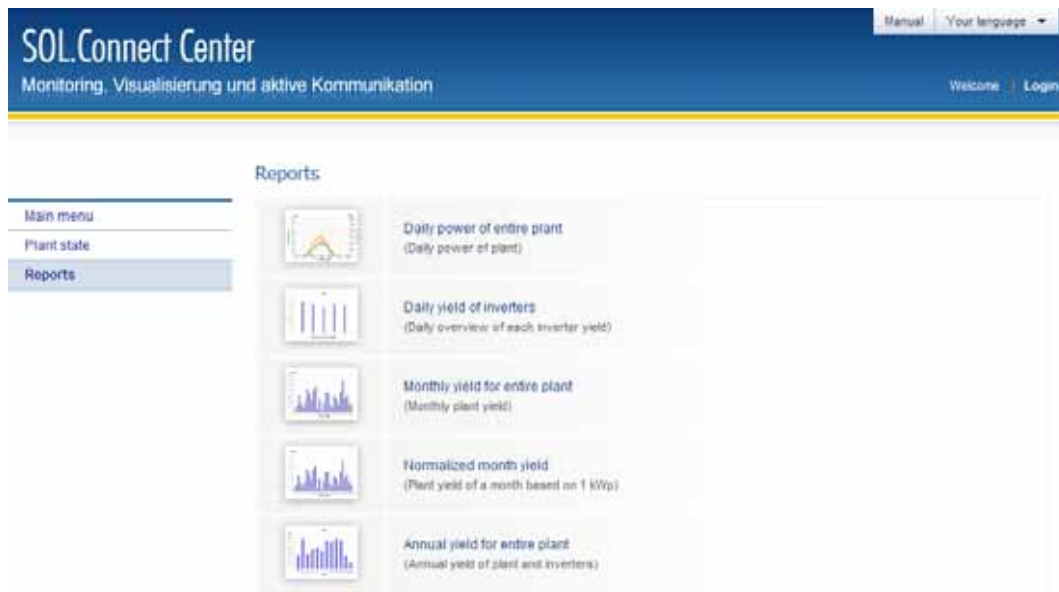 Manual Your language
SOL.Connect Center
Monitoring, Visualisierung und aktive Kommunikation
Welcome | Login
Reports
Main menu
Plant state
Reports
Daily power of entire plant
(Daily power of plant)
Daily yield of inverters
(Daily overview of each inverter yield)
Monthly yield for entire plant
(Monthly plant yield)
Normalized month yield
(Plant yield of a month based on 1 kWp)
Annual yield for entire plant
(Annual yield of plant and inverters)